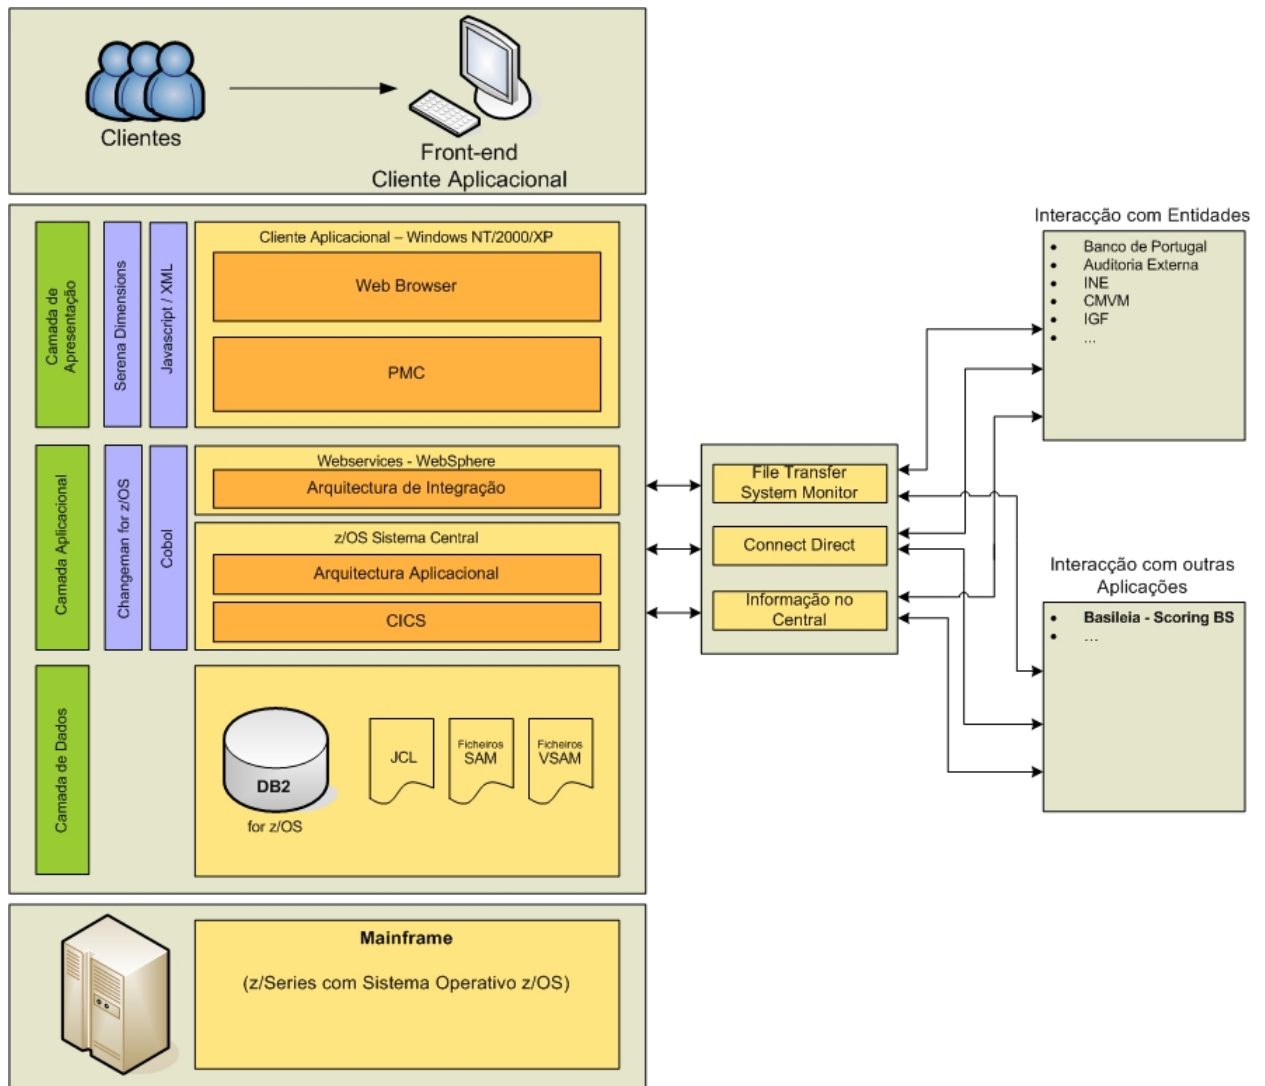 Clientes
Front-end
Cliente Aplicacional
Camada de
Apresentação
Serena Dimensions
Javascript / XML
Cliente Aplicacional – Windows NT/2000/XP
Web Browser
PMC
Camada Aplicacional
Changeman for z/OS
Cobol
Webservices - WebSphere
Arquitectura de Integração
z/OS Sistema Central
Arquitectura Aplicacional
CICS
Camada de Dados
DB2
for z/OS
JCL
Ficheiros
SAM
Ficheiros
VSAM
Mainframe
(z/Series com Sistema Operativo z/OS)
File Transfer
System Monitor
Connect Direct
Informação no
Central
Interacção com Entidades
• Banco de Portugal
• Auditoria Externa
• INE
• CMVM
• IGF
• ...
Interacção com outras
Aplicações
• Basileia - Scoring BS
• ...